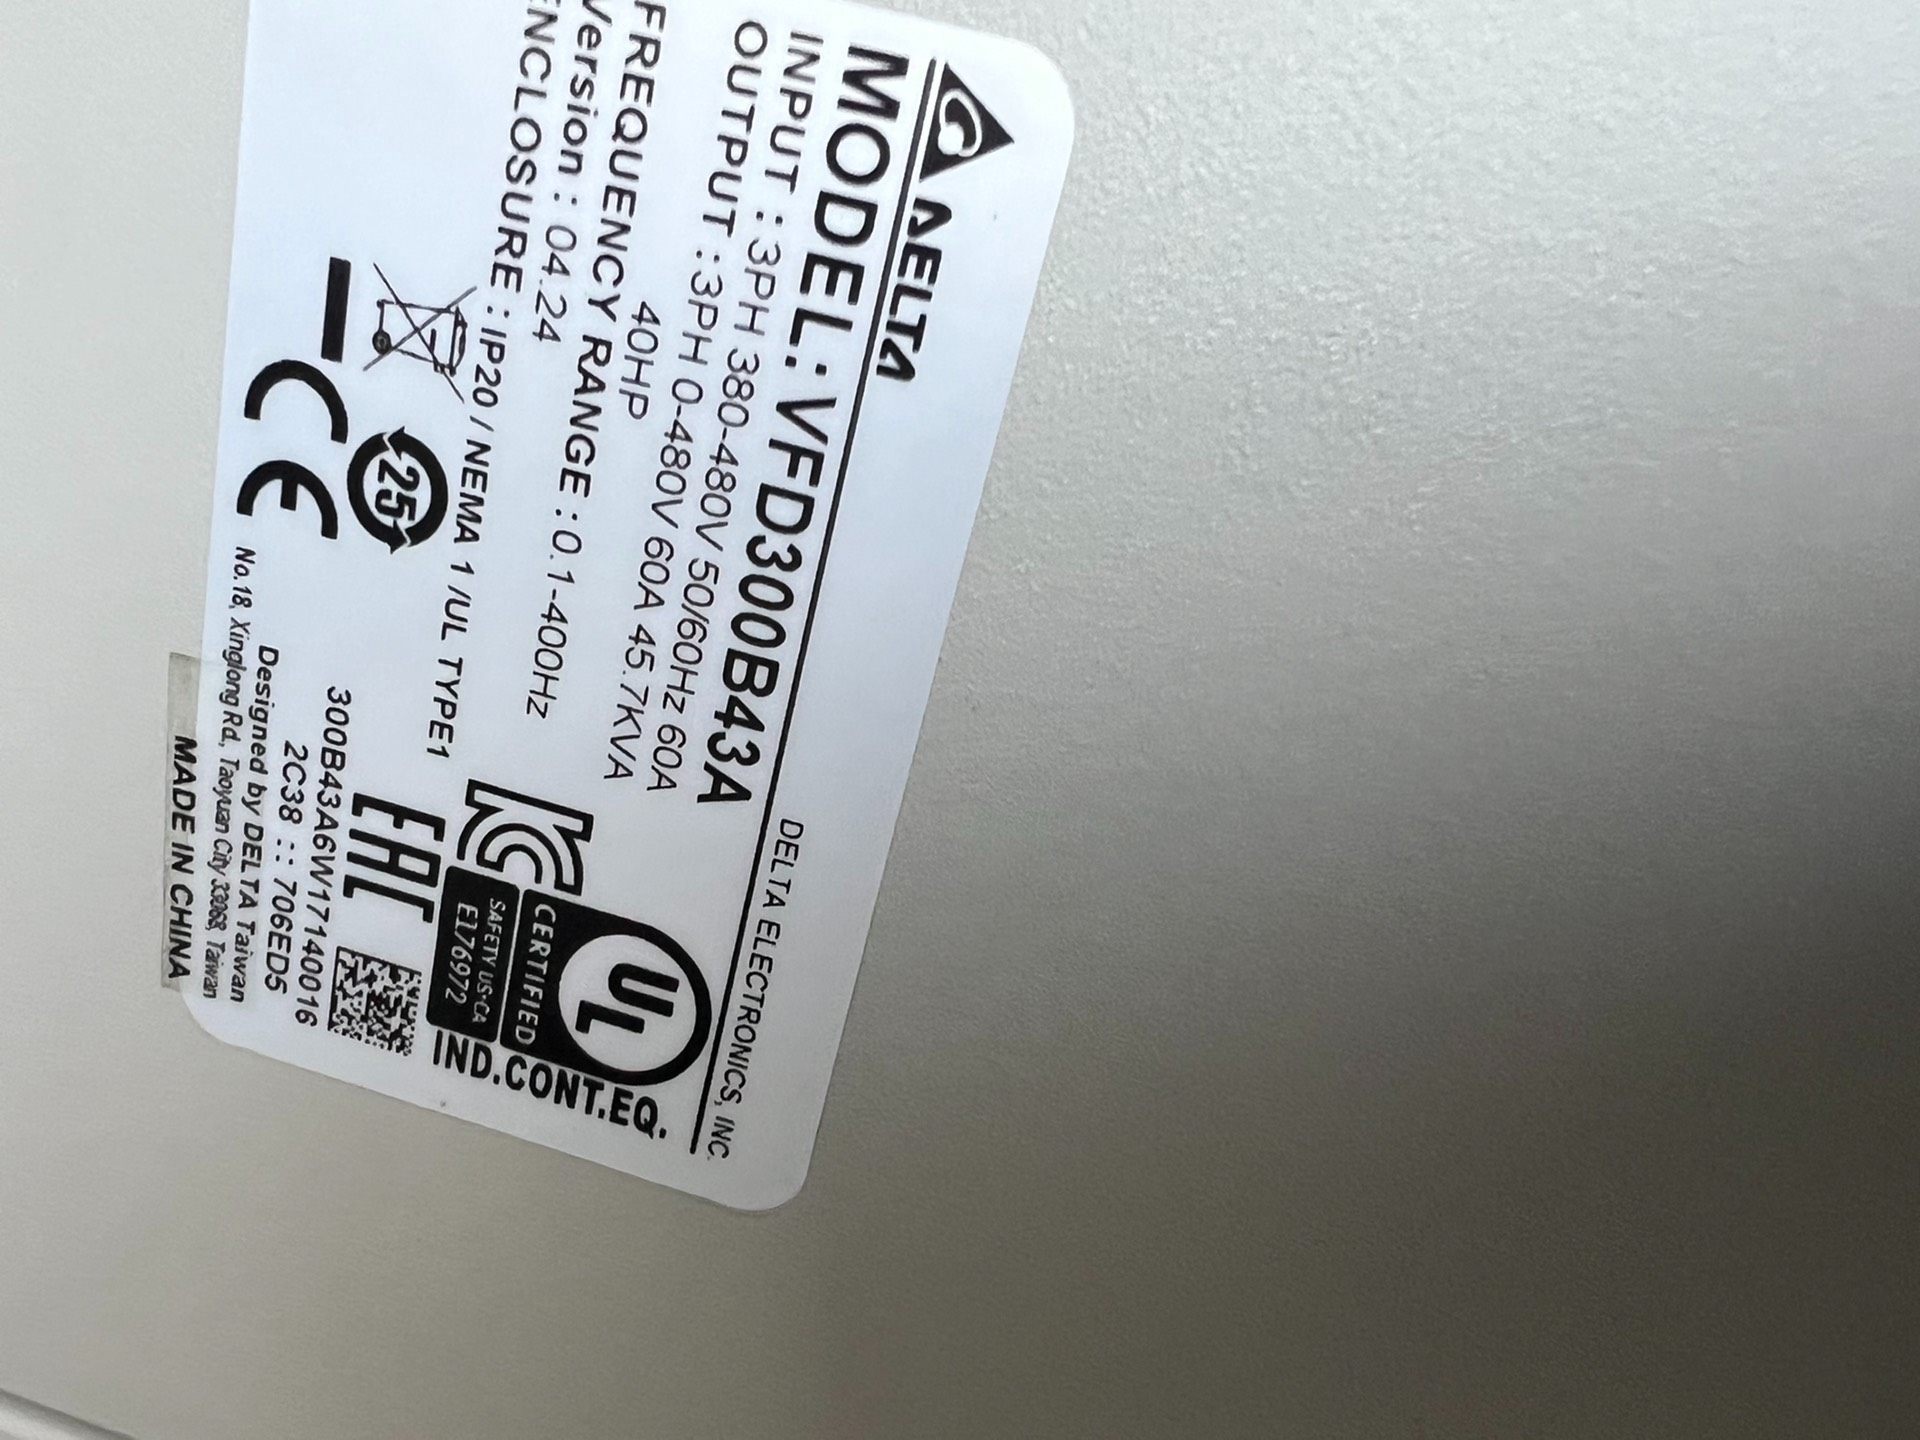 DELTA
DELTA ELECTRONICS, INC.
MODEL : VFD300B43A
INPUT : 3PH 380-480V 50/60Hz 60A
OUTPUT : 3PH 0-480V 60A 45.7KVA
40HP
FREQUENCY RANGE : 0.1-400Hz
Version : 04.24
ENCLOSURE : IP20 / NEMA 1 /UL TYPE1
UL
CERTIFIED
SAFETY US-CA
E176972
IND.CONT.EQ.
25
CE
EAC
300B43A6W17140016
2C38 : : 706ED5
Designed by DELTA Taiwan
No.18, Xinglong Rd., Taoyuan City 33068, Taiwan
MADE IN CHINA